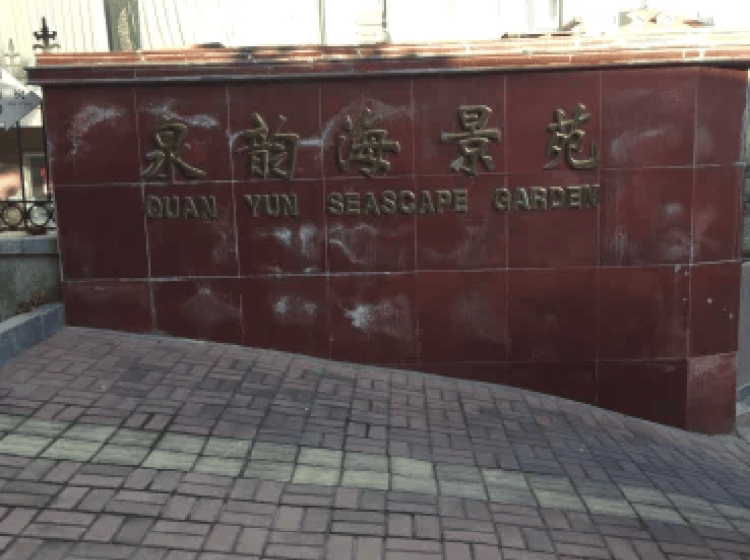 泉韵海景苑
QUAN YUN SEASCAPE GARDEN